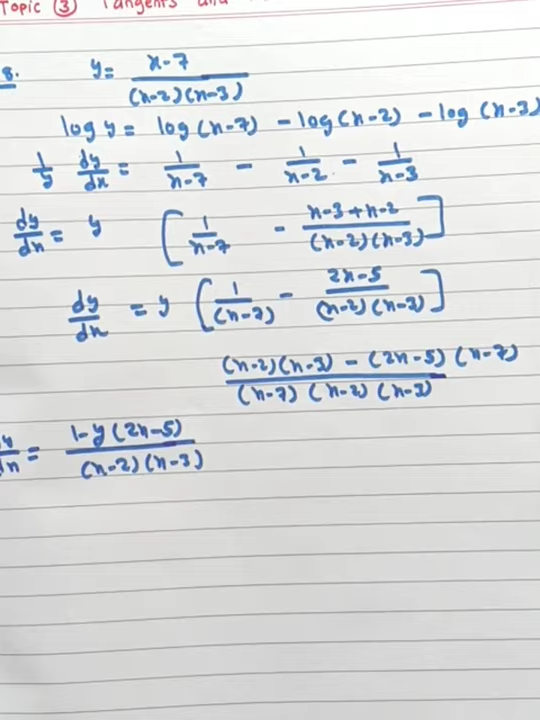 Topic ③ Tangents and
8. y = x-7 / (x-2)(x-3)
log y = log(x-7) - log(x-2) - log(x-3)
1/y dy/dx = 1/x-7 - 1/x-2 - 1/x-3
dy/dx = y [1/x-7 - x-3+x-2 / (x-2)(x-3)]
dy/dx = y [1/(x-7) - 2x-5 / (x-2)(x-3)]
(x-2)(x-3) - (2x-5)(x-7) / (x-7)(x-2)(x-3)
dy/dx = 1-y(2x-5) / (x-2)(x-3)